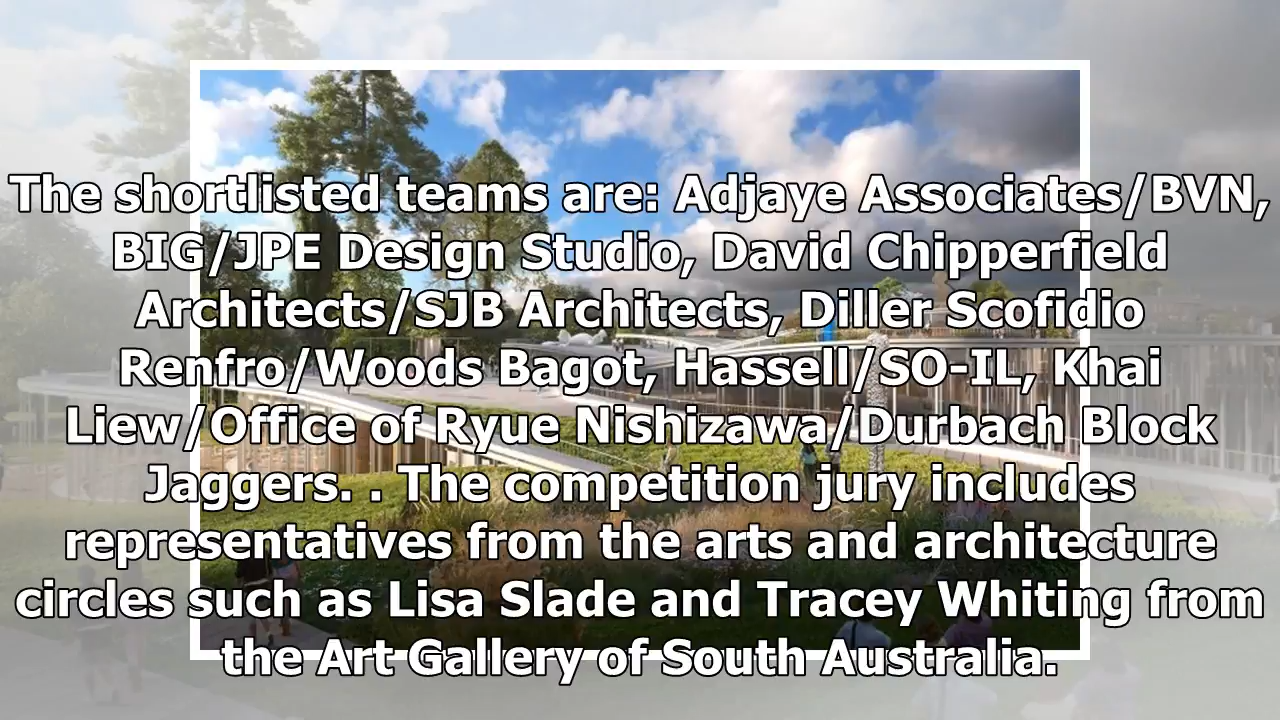 The shortlisted teams are: Adjaye Associates/BVN,
BIG/JPE Design Studio, David Chipperfield
Architects/SJB Architects, Diller Scofidio
Renfro/Woods Bagot, Hassell/SO-IL, Khai
Liew/Office of Ryue Nishizawa/Durbach Block
Jaggers. . The competition jury includes
representatives from the arts and architecture
circles such as Lisa Slade and Tracey Whiting from
the Art Gallery of South Australia.